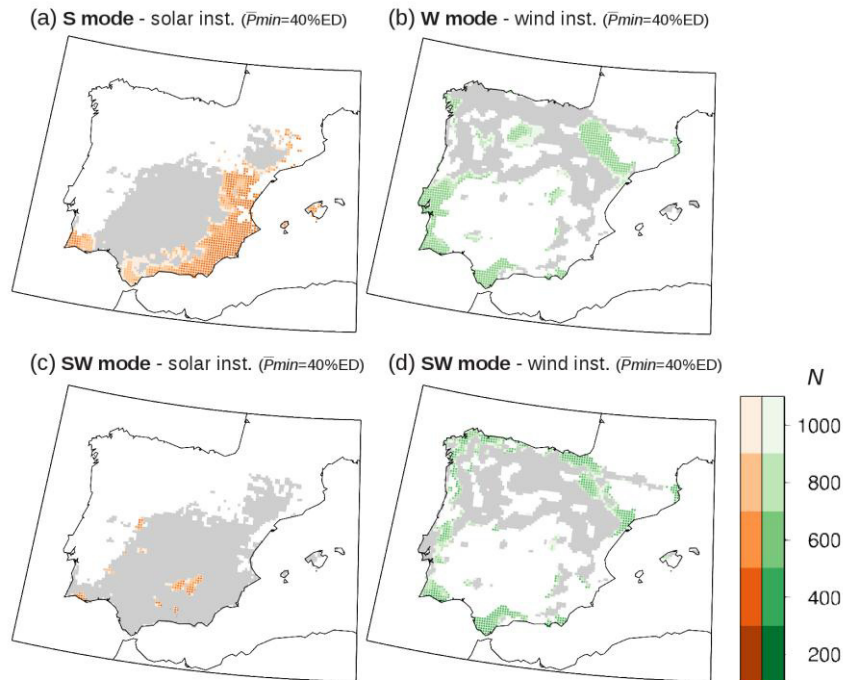 (a) S mode - solar inst. (P̅min=40%ED)
(b) W mode - wind inst. (P̅min=40%ED)
(c) SW mode - solar inst. (P̅min=40%ED)
(d) SW mode - wind inst. (P̅min=40%ED)
N
1000
800
600
400
200